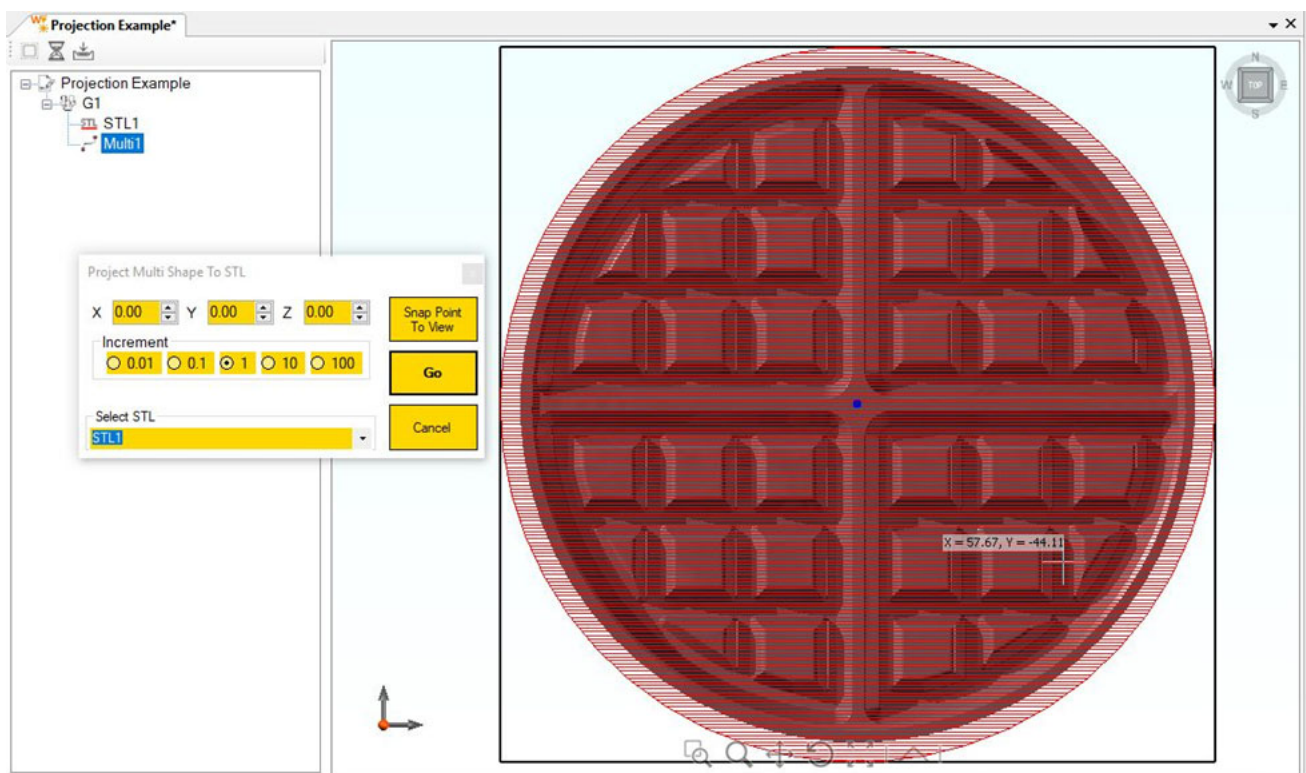 Projection Example*
Projection Example
G1
STL STL1
Multi1
Project Multi Shape To STL
X 0.00 Y 0.00 Z 0.00
Snap Point
To View
Increment
0.01 0.1 1 10 100
Go
Select STL
STL1
Cancel
N
W TOP E
S
X = 57.67, Y = -44.11